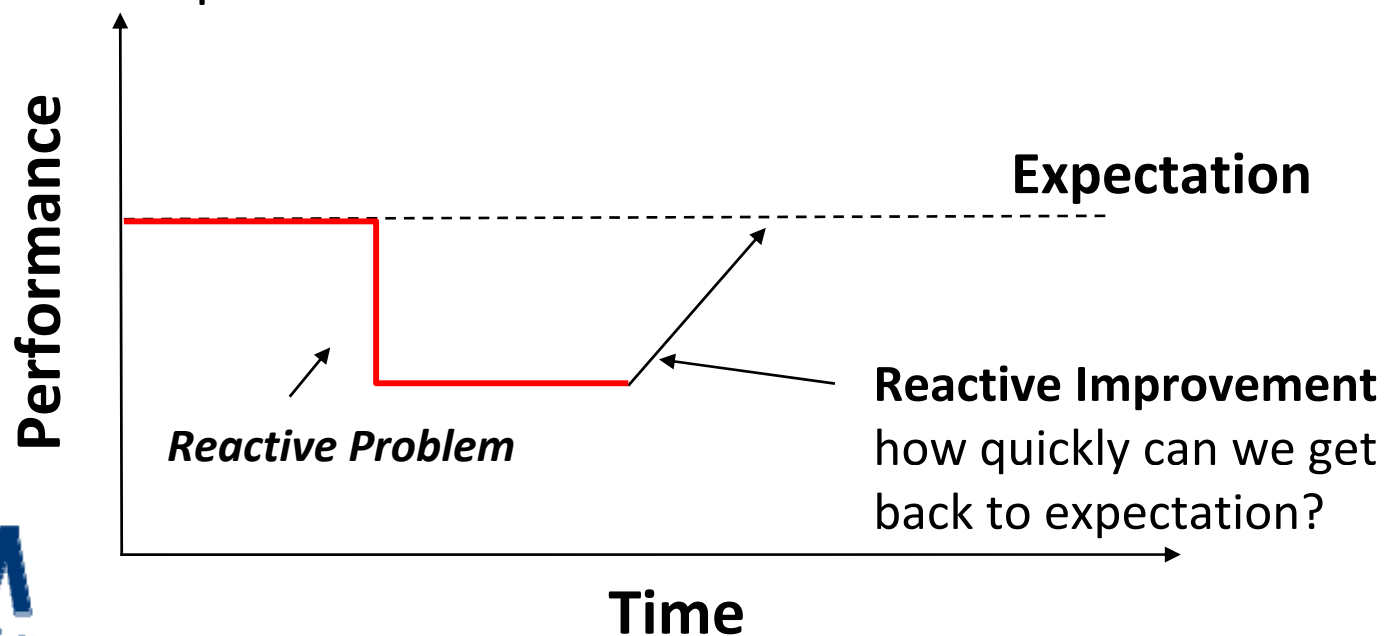 Performance
Expectation
Reactive Problem
Reactive Improvement
how quickly can we get
back to expectation?
Time